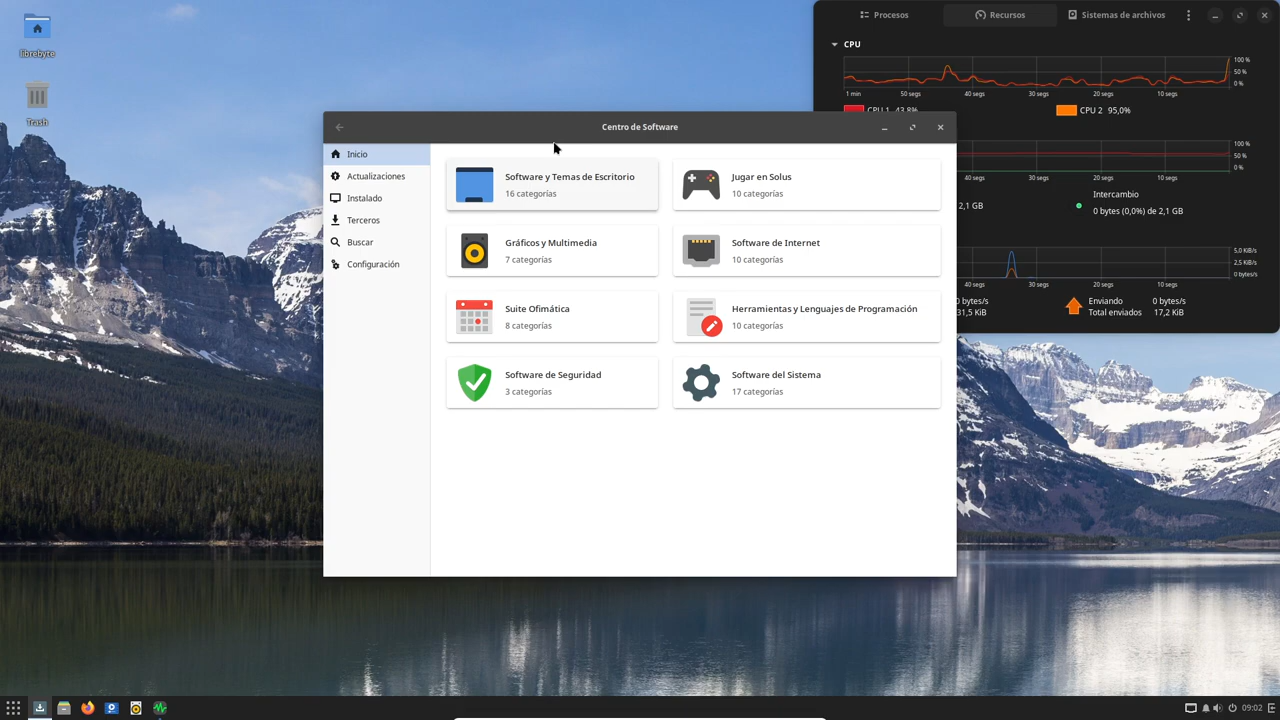 librebyte
Trash
Procesos
Recursos
Sistemas de archivos
CPU
100 %
50 %
0 %
1 min
50 segs
40 segs
30 segs
20 segs
10 segs
CPU 1 43,8%
CPU 2 95,0%
100 %
50 %
0 %
40 segs
30 segs
20 segs
10 segs
2,1 GB
Intercambio
0 bytes (0,0%) de 2,1 GB
5,0 KiB/s
2,5 KiB/s
0 bytes/s
40 segs
30 segs
20 segs
10 segs
0 bytes/s
31,5 KiB
Enviando 0 bytes/s
Total enviados 17,2 KiB
Centro de Software
Inicio
Actualizaciones
Instalado
Terceros
Buscar
Configuración
Software y Temas de Escritorio
16 categorías
Jugar en Solus
10 categorías
Gráficos y Multimedia
7 categorías
Software de Internet
10 categorías
Suite Ofimática
8 categorías
Herramientas y Lenguajes de Programación
10 categorías
Software de Seguridad
3 categorías
Software del Sistema
17 categorías
09:02